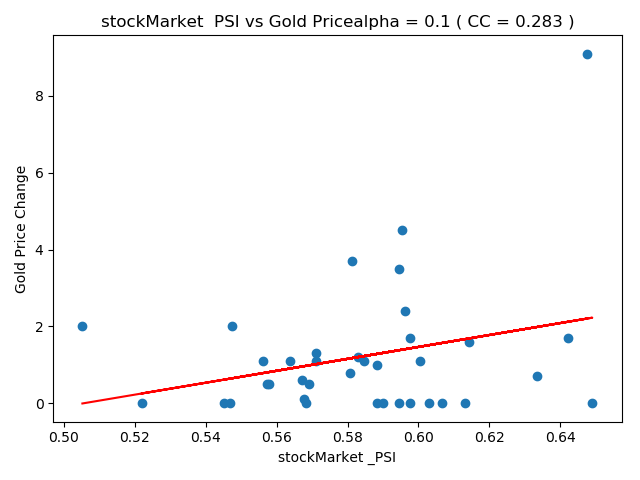 stockMarket  PSI vs Gold Pricealpha = 0.1 ( CC = 0.283 )
8
6
4
2
0
Gold Price Change
0.50 0.52 0.54 0.56 0.58 0.60 0.62 0.64
stockMarket _PSI